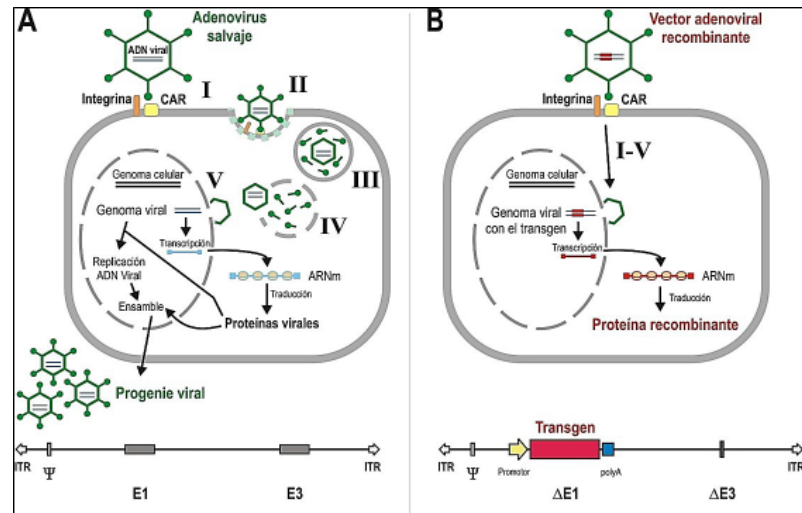 A
Adenovirus
salvaje
ADN viral
Integrina
CAR
I
II
III
IV
V
Genoma celular
Genoma viral
Transcripción
Replicación
ADN Viral
Ensamble
ARNm
Traducción
Proteínas virales
Progenie viral
ITR
Ψ
E1
E3
ITR
B
Vector adenoviral
recombinante
Integrina
CAR
I-V
Genoma celular
Genoma viral
con el transgen
Transcripción
ARNm
Traducción
Proteína recombinante
Transgen
ITR
Ψ
Promotor
polyA
ΔE1
ΔE3
ITR